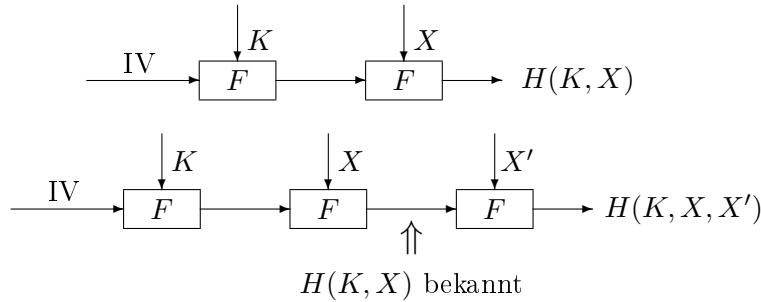 K X
IV F F H(K, X)
K X X′
IV F F F H(K, X, X′)
⇑
H(K, X) bekannt